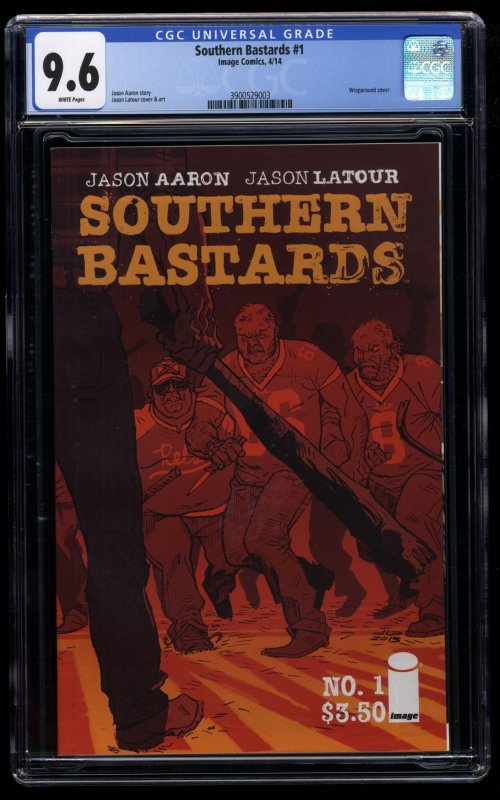 CGC UNIVERSAL GRADE
9.6
WHITE Pages
Southern Bastards #1
Image Comics, 4/14
Jason Aaron story
Jason Latour cover & art
Wraparound cover.
3900529003
CGC
JASON AARON JASON LATOUR
SOUTHERN
BASTARDS
NO. 1
$3.50
image